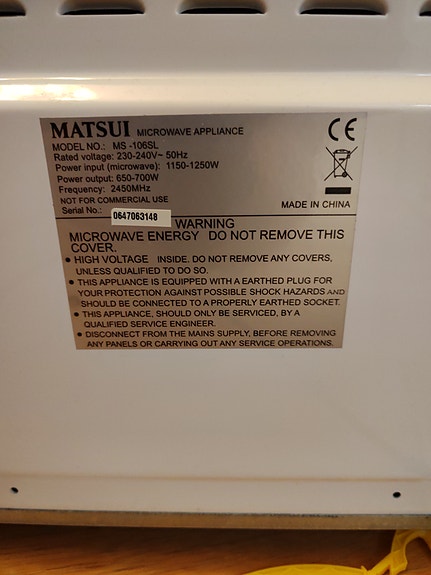 MATSUI MICROWAVE APPLIANCE
MODEL NO.: MS -106SL
Rated voltage: 230-240V~ 50Hz
Power input (microwave): 1150-1250W
Power output: 650-700W
Frequency: 2450MHz
NOT FOR COMMERCIAL USE
Serial No.: 0647063148
CE
MADE IN CHINA
WARNING
MICROWAVE ENERGY DO NOT REMOVE THIS
COVER.
• HIGH VOLTAGE INSIDE. DO NOT REMOVE ANY COVERS,
UNLESS QUALIFIED TO DO SO.
• THIS APPLIANCE IS EQUIPPED WITH A EARTHED PLUG FOR
YOUR PROTECTION AGAINST POSSIBLE SHOCK HAZARDS AND
SHOULD BE CONNECTED TO A PROPERLY EARTHED SOCKET.
• THIS APPLIANCE, SHOULD ONLY BE SERVICED, BY A
QUALIFIED SERVICE ENGINEER.
• DISCONNECT FROM THE MAINS SUPPLY, BEFORE REMOVING
ANY PANELS OR CARRYING OUT ANY SERVICE OPERATIONS.